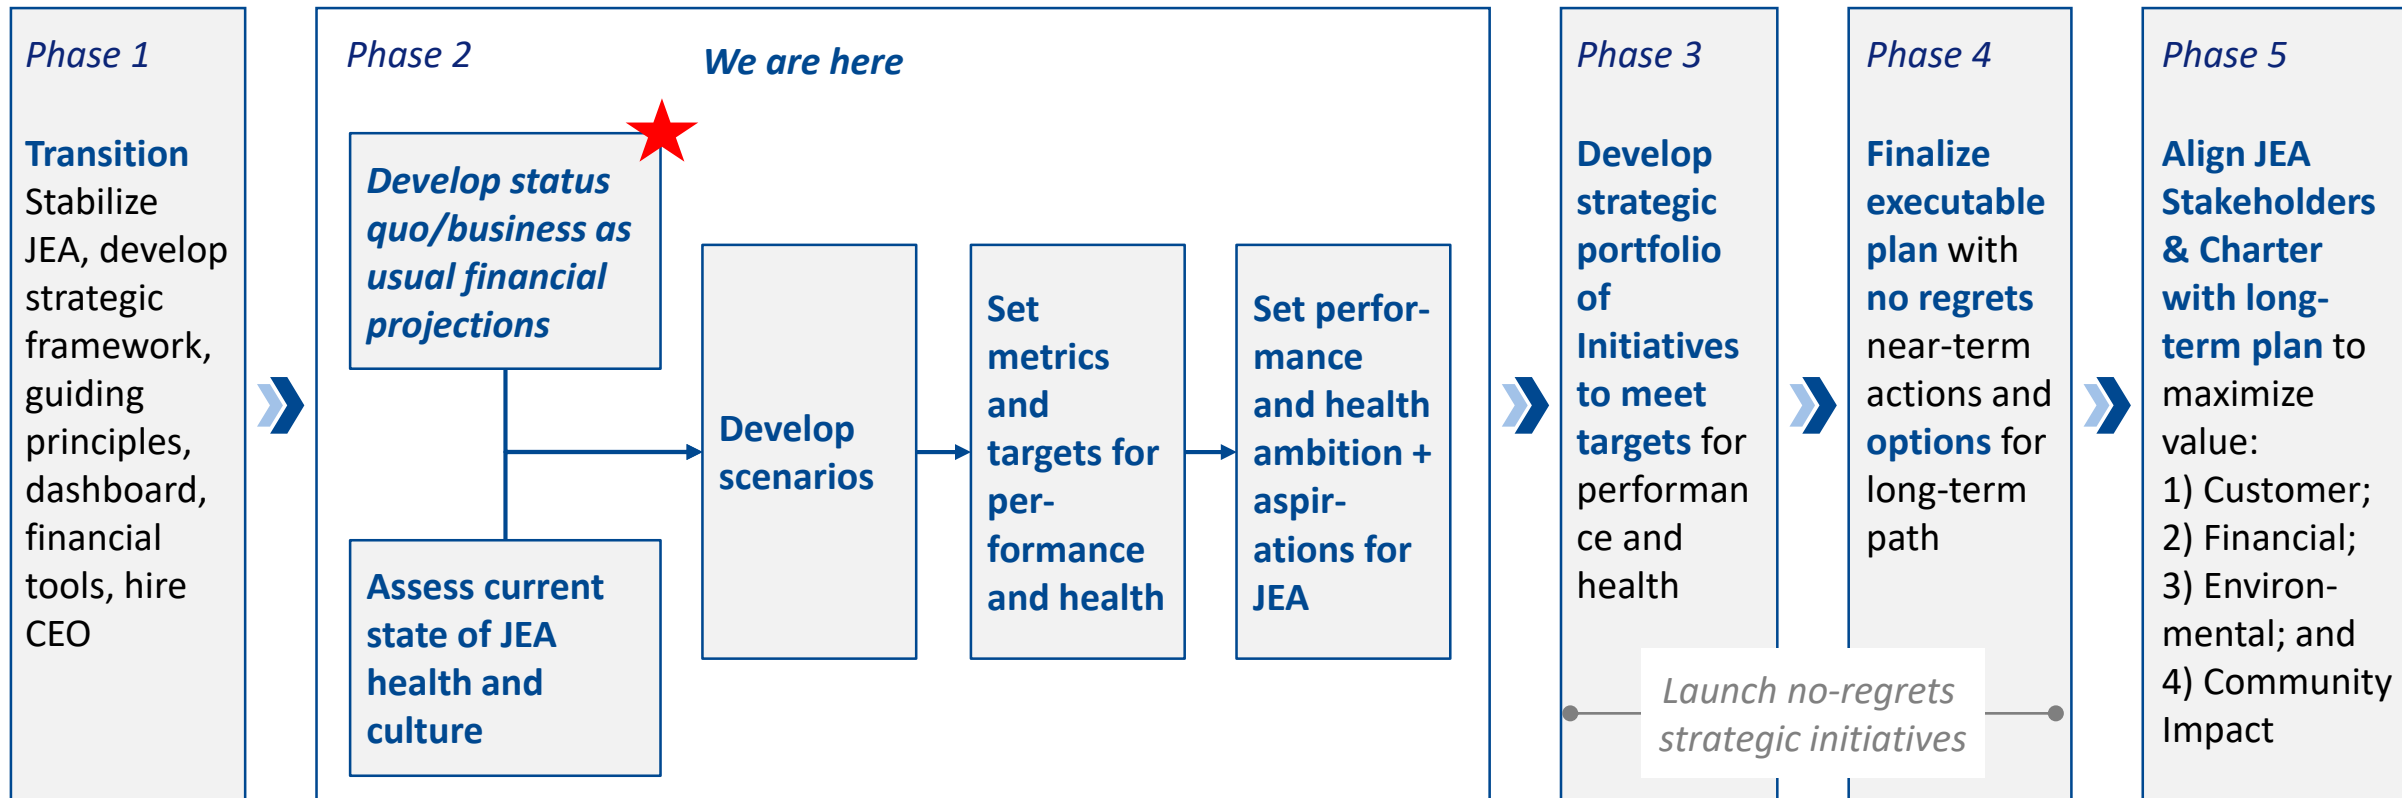 Phase 1
Transition
Stabilize
JEA, develop
strategic
framework,
guiding
principles,
dashboard,
financial
tools, hire
CEO
Phase 2
We are here
Develop status
quo/business as
usual financial
projections
Assess current
state of JEA
health and
culture
Develop
scenarios
Set
metrics
and
targets for
per-
formance
and health
Set perfor-
mance
and health
ambition +
aspir-
ations for
JEA
Phase 3
Develop
strategic
portfolio
of
Initiatives
to meet
targets for
performan
ce and
health
Phase 4
Finalize
executable
plan with
no regrets
near-term
actions and
options for
long-term
path
Launch no-regrets
strategic initiatives
Phase 5
Align JEA
Stakeholders
& Charter
with long-
term plan to
maximize
value:
1) Customer;
2) Financial;
3) Environ-
mental; and
4) Community
Impact